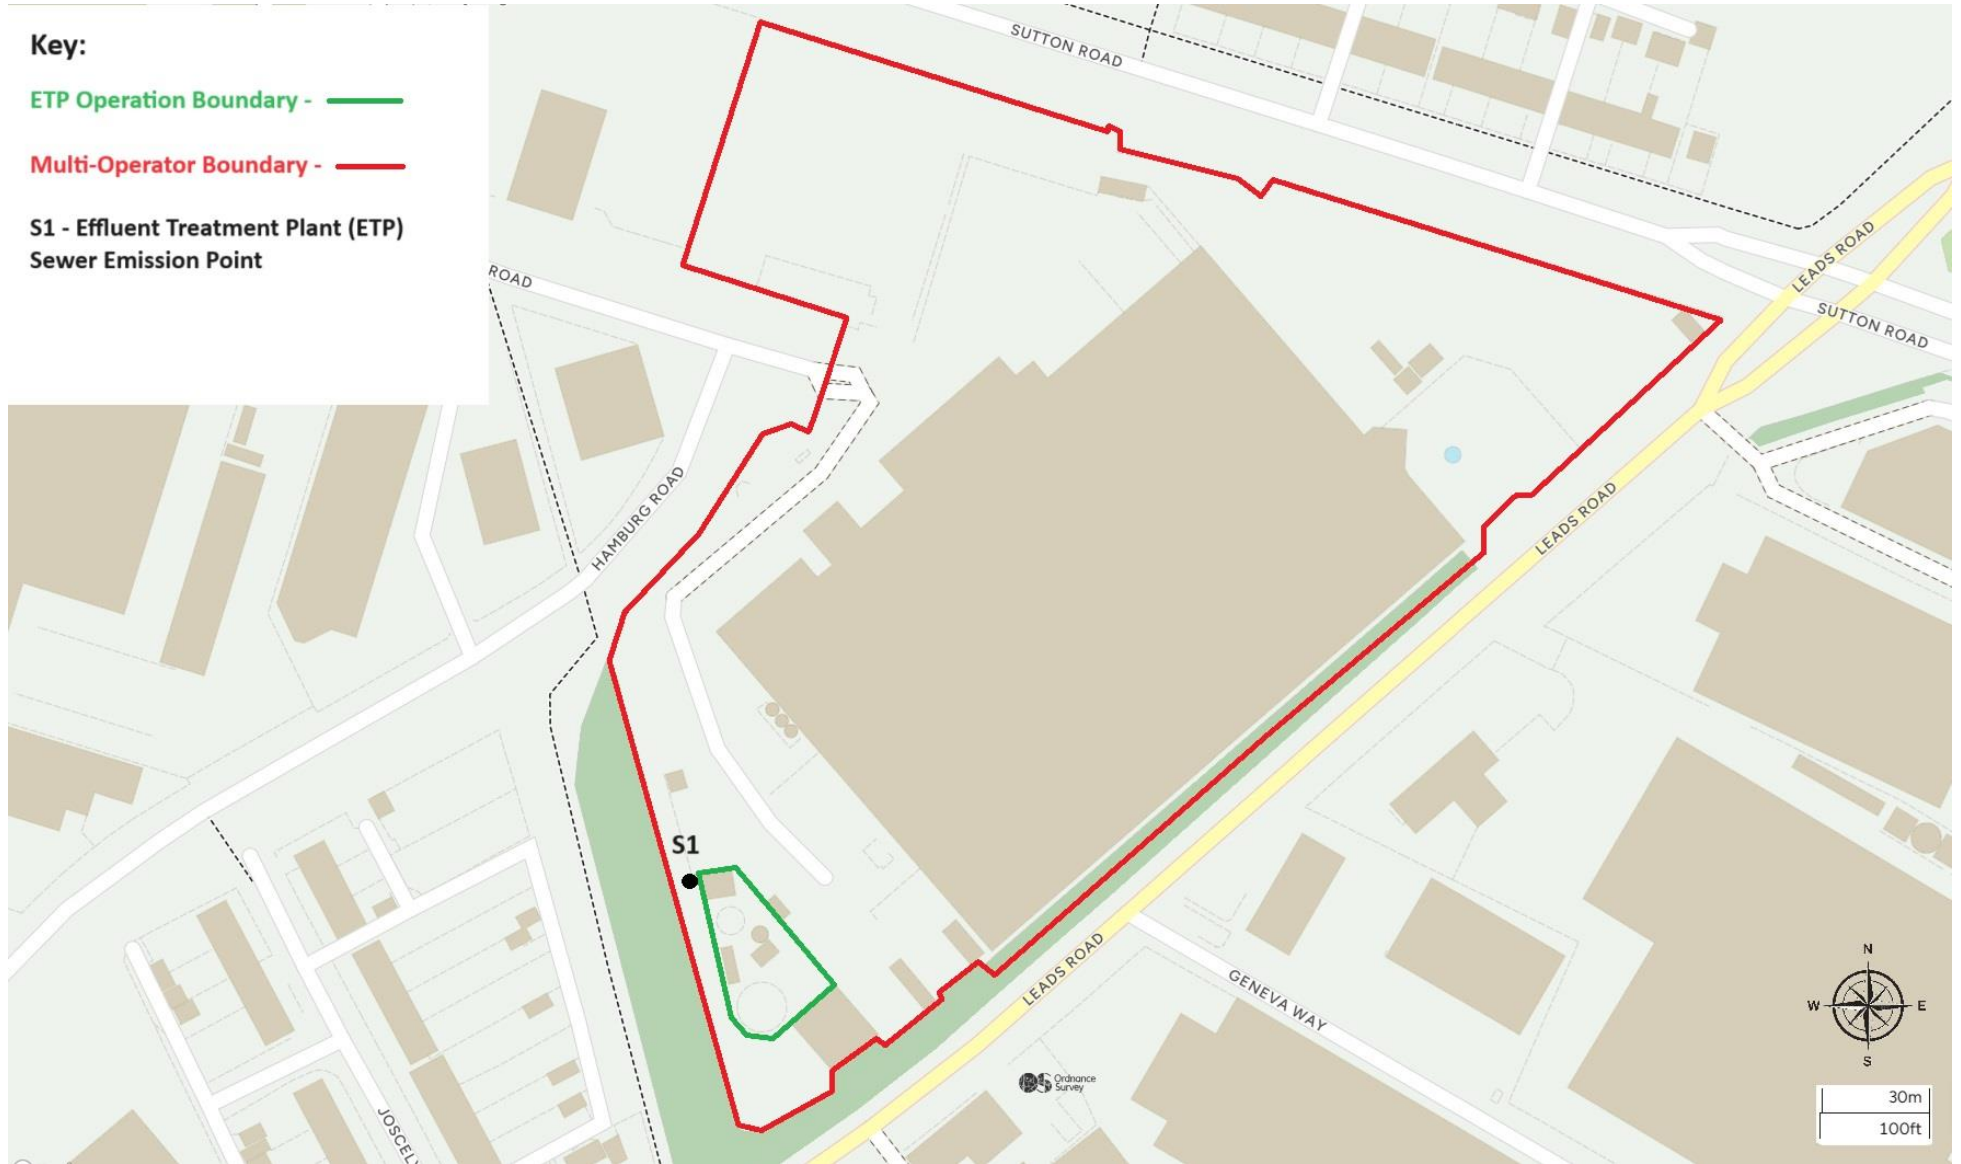 Key:
ETP Operation Boundary -
Multi-Operator Boundary -
S1 - Effluent Treatment Plant (ETP)
Sewer Emission Point
SUTTON ROAD
LEADS ROAD
SUTTON ROAD
ROAD
HAMBURG ROAD
LEADS ROAD
S1
LEADS ROAD
GENEVA WAY
N
W
E
S
OS
Ordnance
Survey
30m
100ft